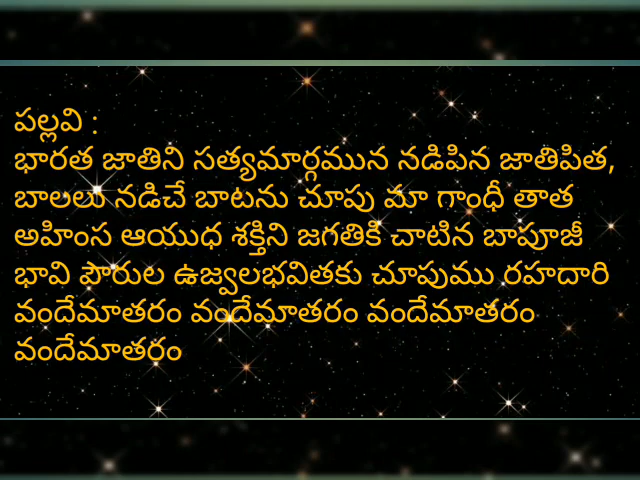 పల్లవి :
భారత జాతిని సత్యమార్గమున నడిపిన జాతిపిత,
బాలలు నడిచే బాటను చూపు మా గాంధీ తాత
అహింస ఆయుధ శక్తిని జగతికి చాటిన బాపూజీ
భావి పౌరుల ఉజ్వలభవితకు చూపుము రహదారి
వందేమాతరం వందేమాతరం వందేమాతరం
వందేమాతరం